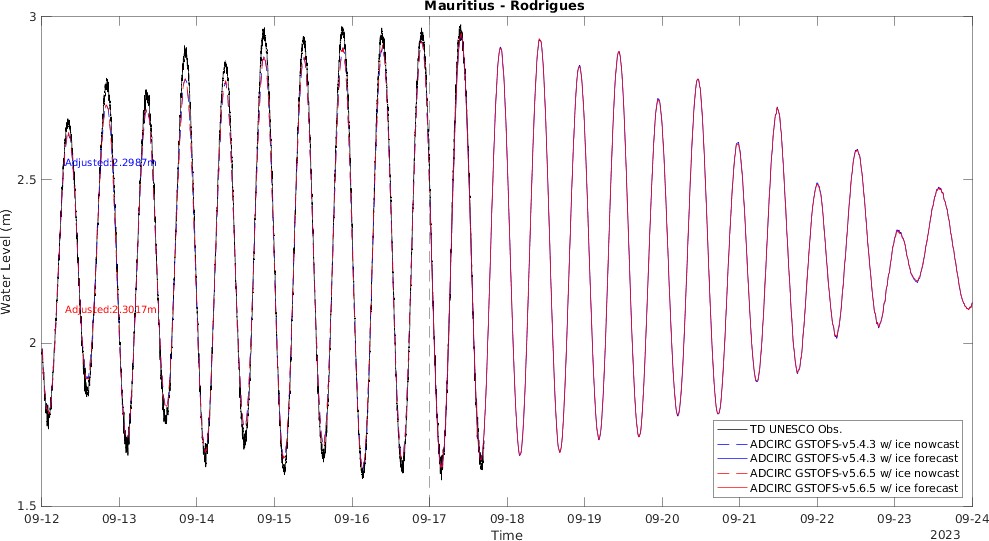 Mauritius - Rodrigues
3
2.5
2
1.5
Water Level (m)
Adjusted:2.2987m
Adjusted:2.3017m
TD UNESCO Obs.
ADCIRC GSTOFS-v5.4.3 w/ ice nowcast
ADCIRC GSTOFS-v5.4.3 w/ ice forecast
ADCIRC GSTOFS-v5.6.5 w/ ice nowcast
ADCIRC GSTOFS-v5.6.5 w/ ice forecast
09-12 09-13 09-14 09-15 09-16 09-17 09-18 09-19 09-20 09-21 09-22 09-23 09-24
Time
2023